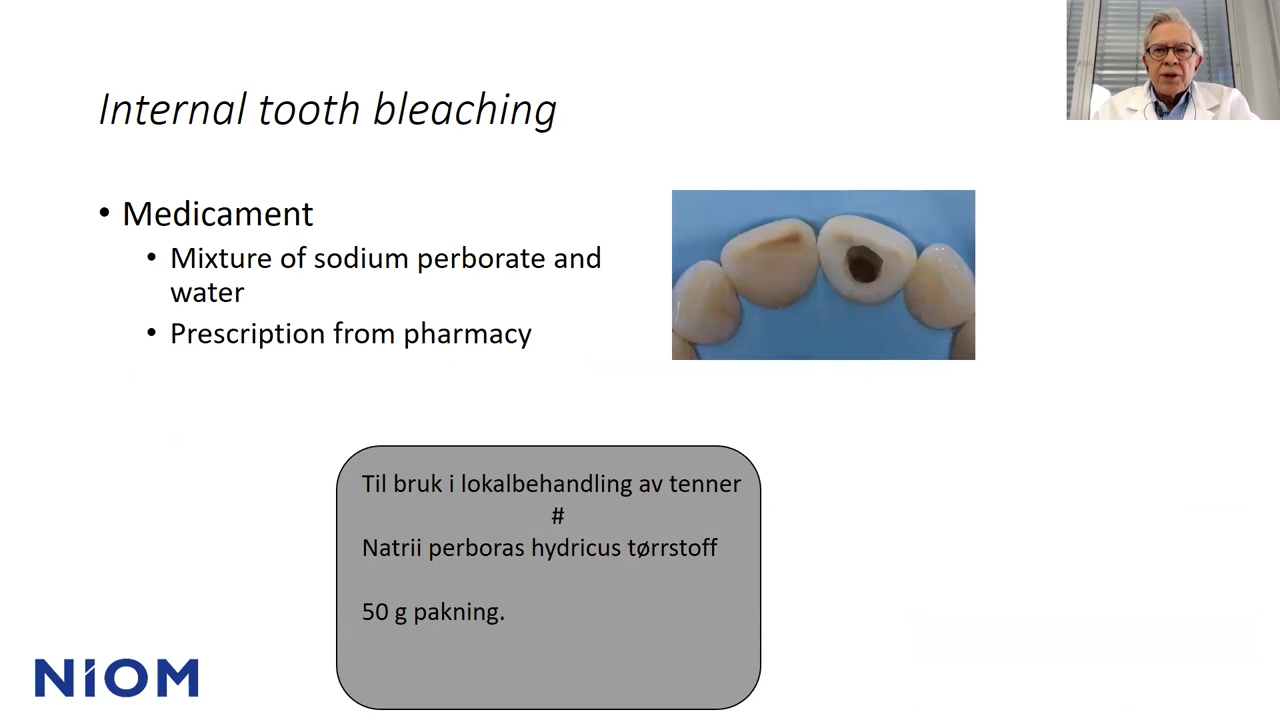 Internal tooth bleaching
• Medicament
• Mixture of sodium perborate and
water
• Prescription from pharmacy
Til bruk i lokalbehandling av tenner
#
Natrii perboras hydricus tørrstoff
50 g pakning.
NIOM